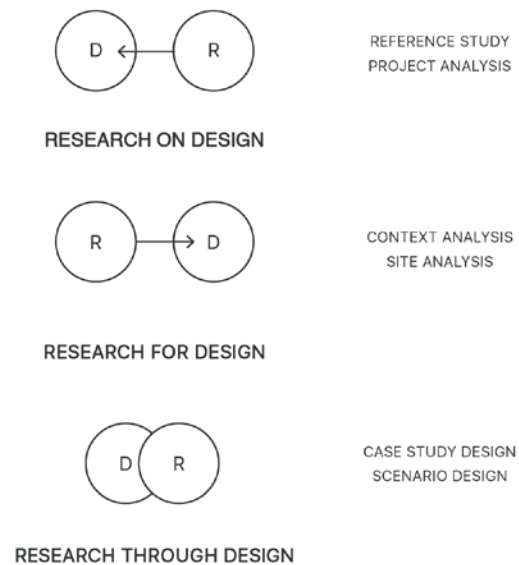 D
R
REFERENCE STUDY
PROJECT ANALYSIS
RESEARCH ON DESIGN
R
D
CONTEXT ANALYSIS
SITE ANALYSIS
RESEARCH FOR DESIGN
D
R
CASE STUDY DESIGN
SCENARIO DESIGN
RESEARCH THROUGH DESIGN